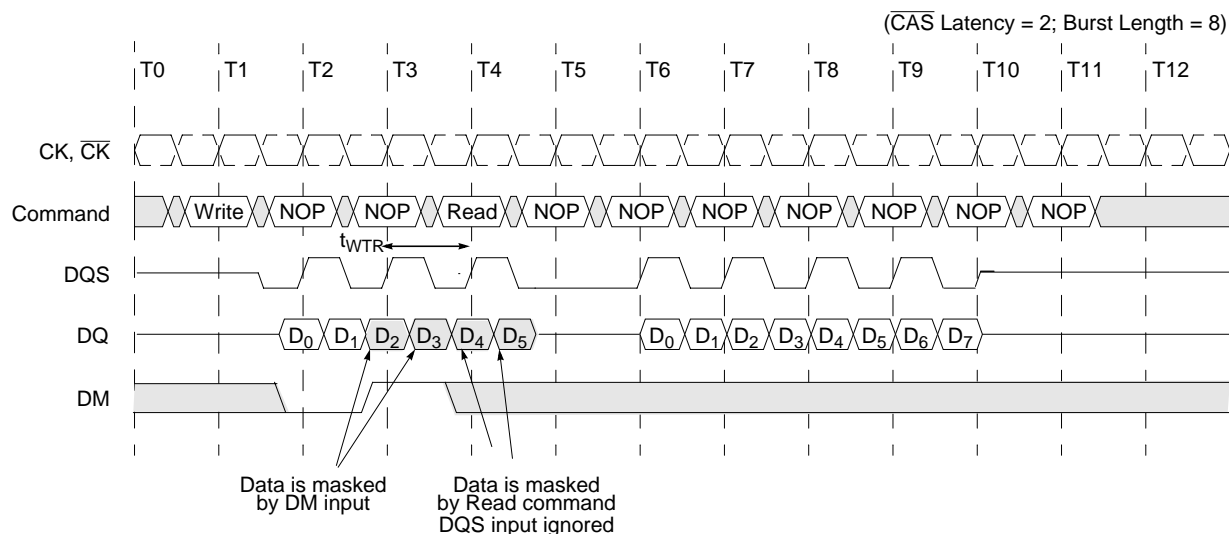 (C̅A̅S̅ Latency = 2; Burst Length = 8)
T0 T1 T2 T3 T4 T5 T6 T7 T8 T9 T10 T11 T12
CK, C̅K̅
Command Write NOP NOP Read NOP NOP NOP NOP NOP NOP NOP
tWTR
DQS
DQ D0 D1 D2 D3 D4 D5 D0 D1 D2 D3 D4 D5 D6 D7
DM
Data is masked
by DM input
Data is masked
by Read command
DQS input ignored